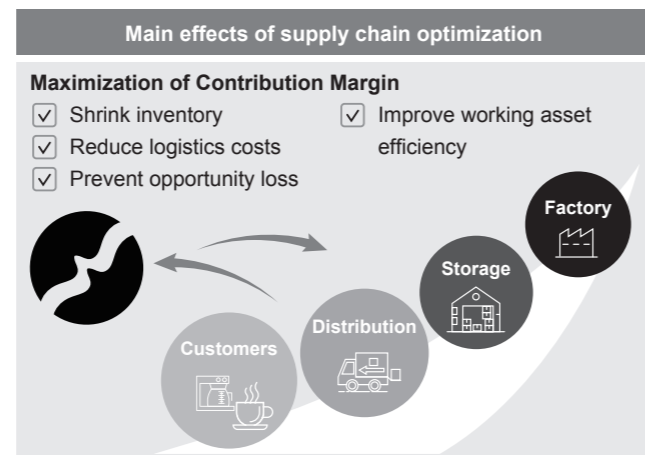 Main effects of supply chain optimization
Maximization of Contribution Margin
Shrink inventory
Reduce logistics costs
Prevent opportunity loss
Improve working asset
efficiency
Factory
Storage
Distribution
Customers